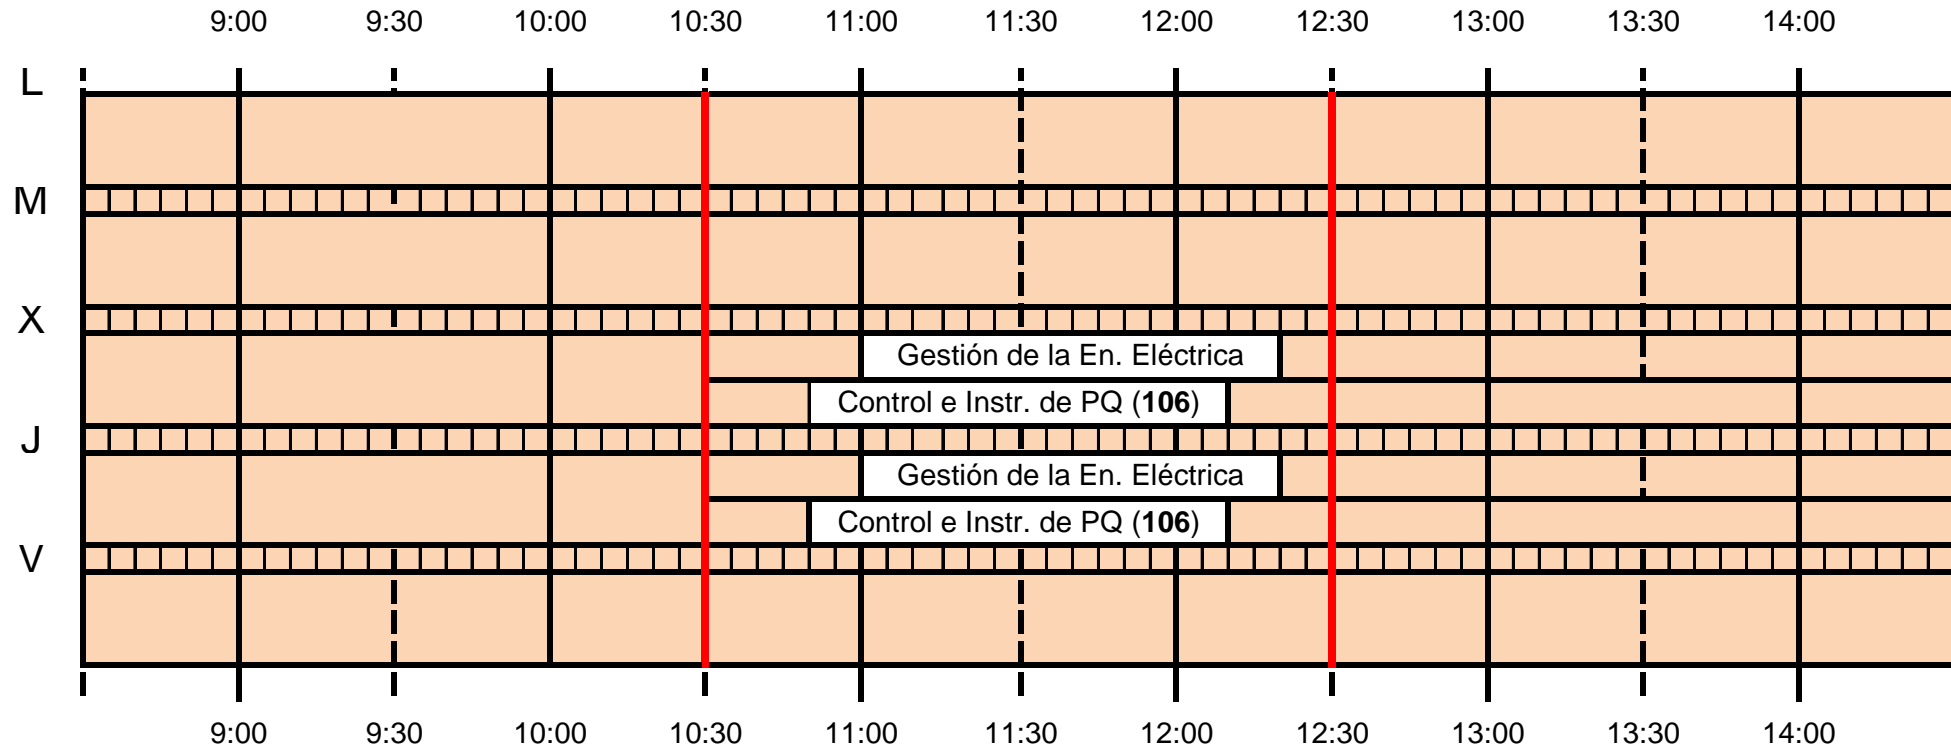 9:00 9:30 10:00 10:30 11:00 11:30 12:00 12:30 13:00 13:30 14:00
L
M
X
Gestión de la En. Eléctrica
Control e Instr. de PQ (106)
J
Gestión de la En. Eléctrica
Control e Instr. de PQ (106)
V
9:00 9:30 10:00 10:30 11:00 11:30 12:00 12:30 13:00 13:30 14:00